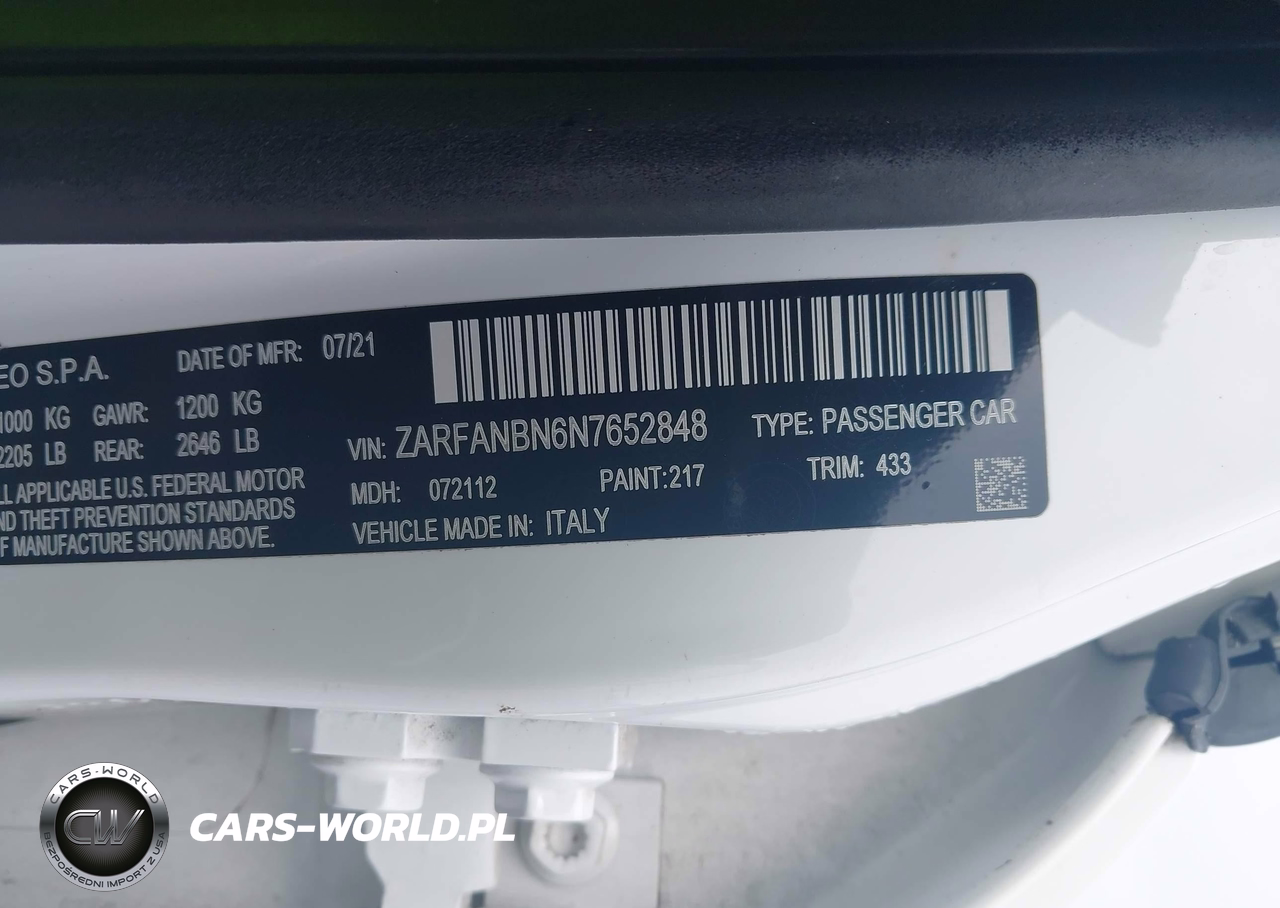 EO S.P.A. DATE OF MFR: 07/21
1000 KG GAWR: 1200 KG
2205 LB REAR: 2646 LB
VIN: ZARFANBN6N7652848 TYPE: PASSENGER CAR
MDH: 072112 PAINT:217 TRIM: 433
VEHICLE MADE IN: ITALY
LL APPLICABLE U.S. FEDERAL MOTOR
ND THEFT PREVENTION STANDARDS
F MANUFACTURE SHOWN ABOVE.
CARS-WORLD
CW
BEZPOŚREDNI IMPORT Z USA
CARS-WORLD.PL